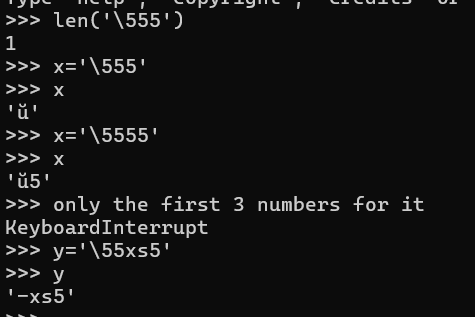 Type "help", "copyright", "credits" or
>>> len('\555')
1
>>> x='\555'
>>> x
'ŭ'
>>> x='\5555'
>>> x
'ŭ5'
>>> only the first 3 numbers for it
KeyboardInterrupt
>>> y='\55xs5'
>>> y
'-xs5'
>>>